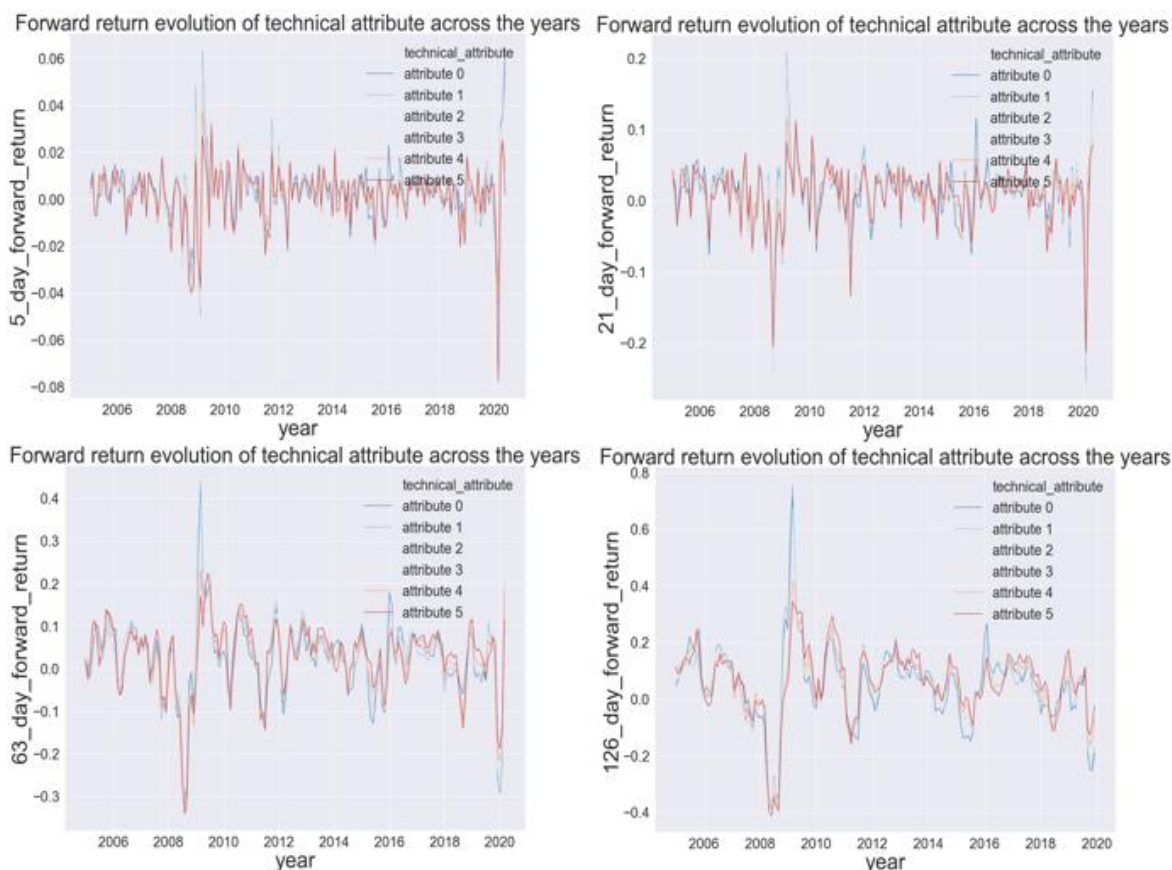 Forward return evolution of technical attribute across the years
technical_attribute
attribute 0
attribute 1
attribute 2
attribute 3
attribute 4
attribute 5
0.06
0.04
0.02
0.00
−0.02
−0.04
−0.06
−0.08
5_day_forward_return
2006 2008 2010 2012 2014 2016 2018 2020
year
Forward return evolution of technical attribute across the years
technical_attribute
attribute 0
attribute 1
attribute 2
attribute 3
attribute 4
attribute 5
0.2
0.1
0.0
−0.1
−0.2
21_day_forward_return
2006 2008 2010 2012 2014 2016 2018 2020
year
Forward return evolution of technical attribute across the years
technical_attribute
attribute 0
attribute 1
attribute 2
attribute 3
attribute 4
attribute 5
0.4
0.3
0.2
0.1
0.0
−0.1
−0.2
−0.3
63_day_forward_return
2006 2008 2010 2012 2014 2016 2018 2020
year
Forward return evolution of technical attribute across the years
technical_attribute
attribute 0
attribute 1
attribute 2
attribute 3
attribute 4
attribute 5
0.8
0.6
0.4
0.2
0.0
−0.2
−0.4
126_day_forward_return
2006 2008 2010 2012 2014 2016 2018 2020
year